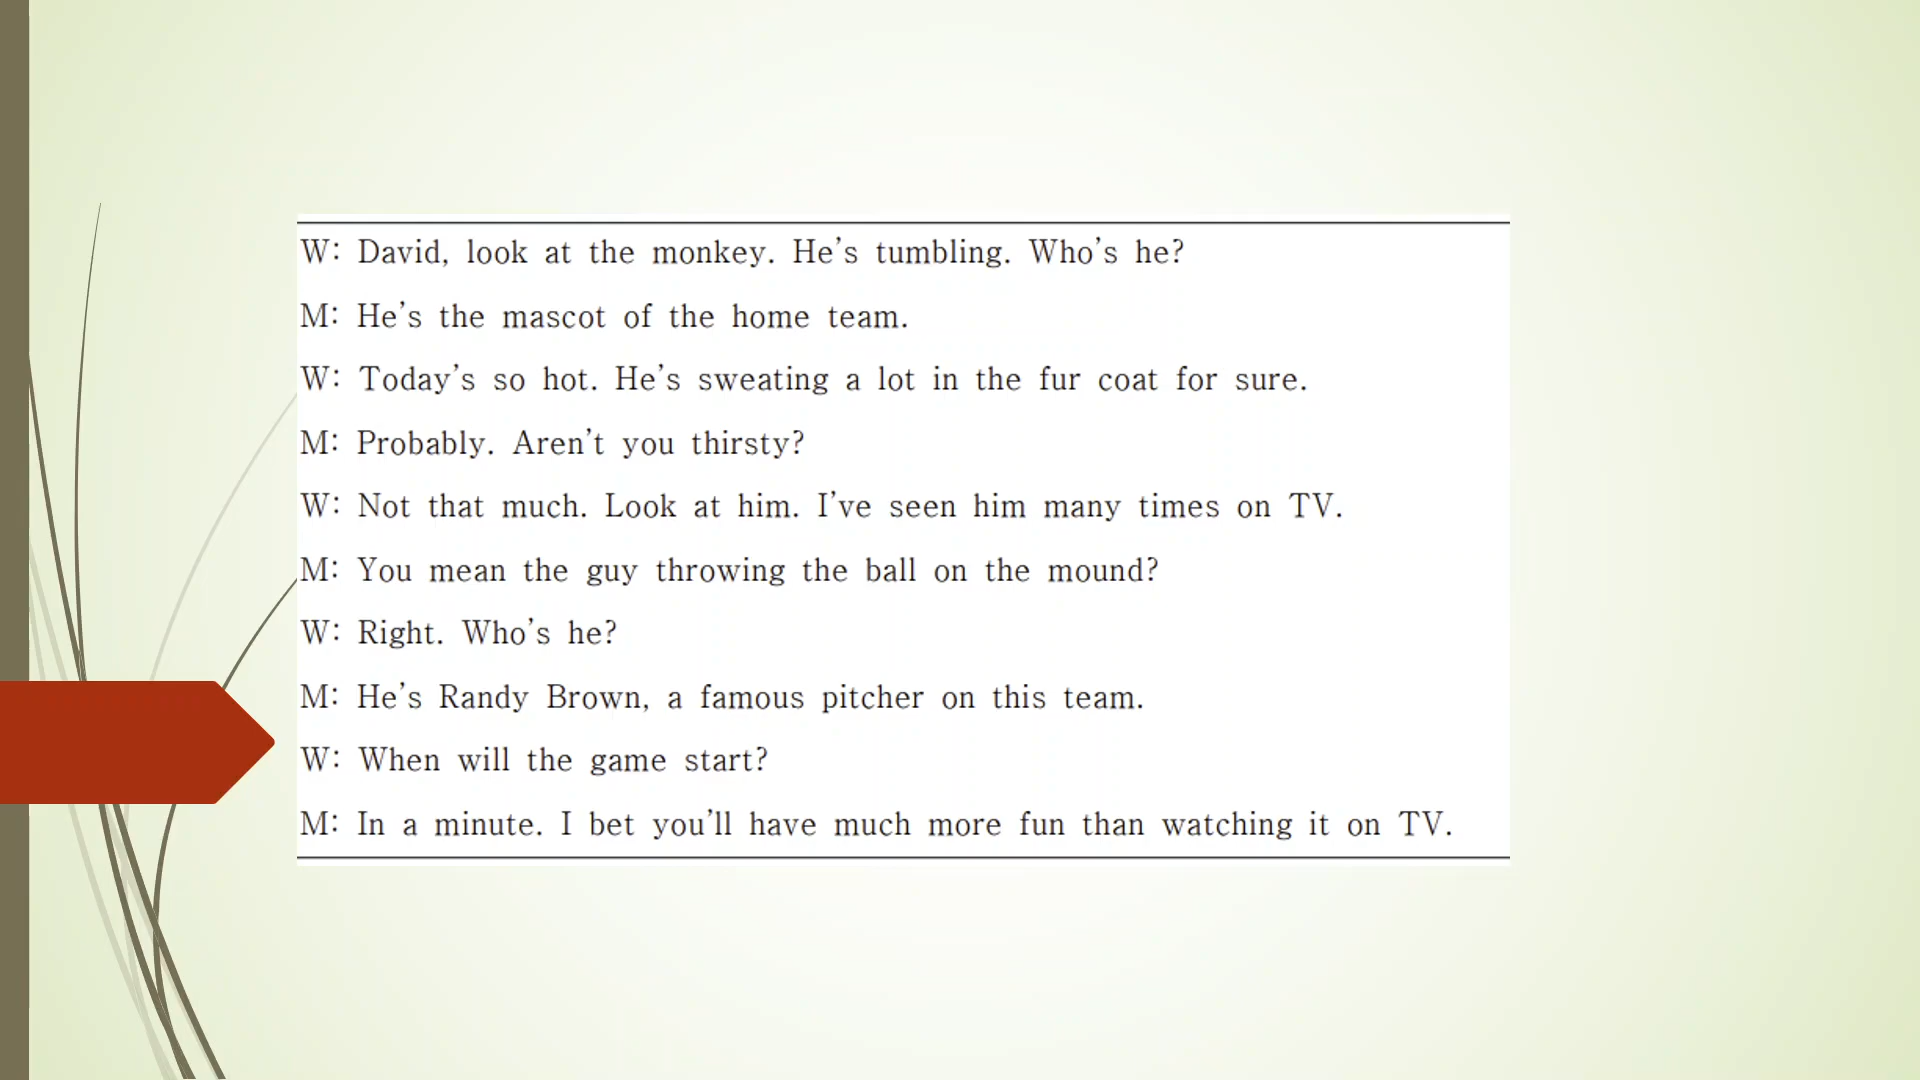 W: David, look at the monkey. He's tumbling. Who's he?
M: He's the mascot of the home team.
W: Today's so hot. He's sweating a lot in the fur coat for sure.
M: Probably. Aren't you thirsty?
W: Not that much. Look at him. I've seen him many times on TV.
M: You mean the guy throwing the ball on the mound?
W: Right. Who's he?
M: He's Randy Brown, a famous pitcher on this team.
W: When will the game start?
M: In a minute. I bet you'll have much more fun than watching it on TV.